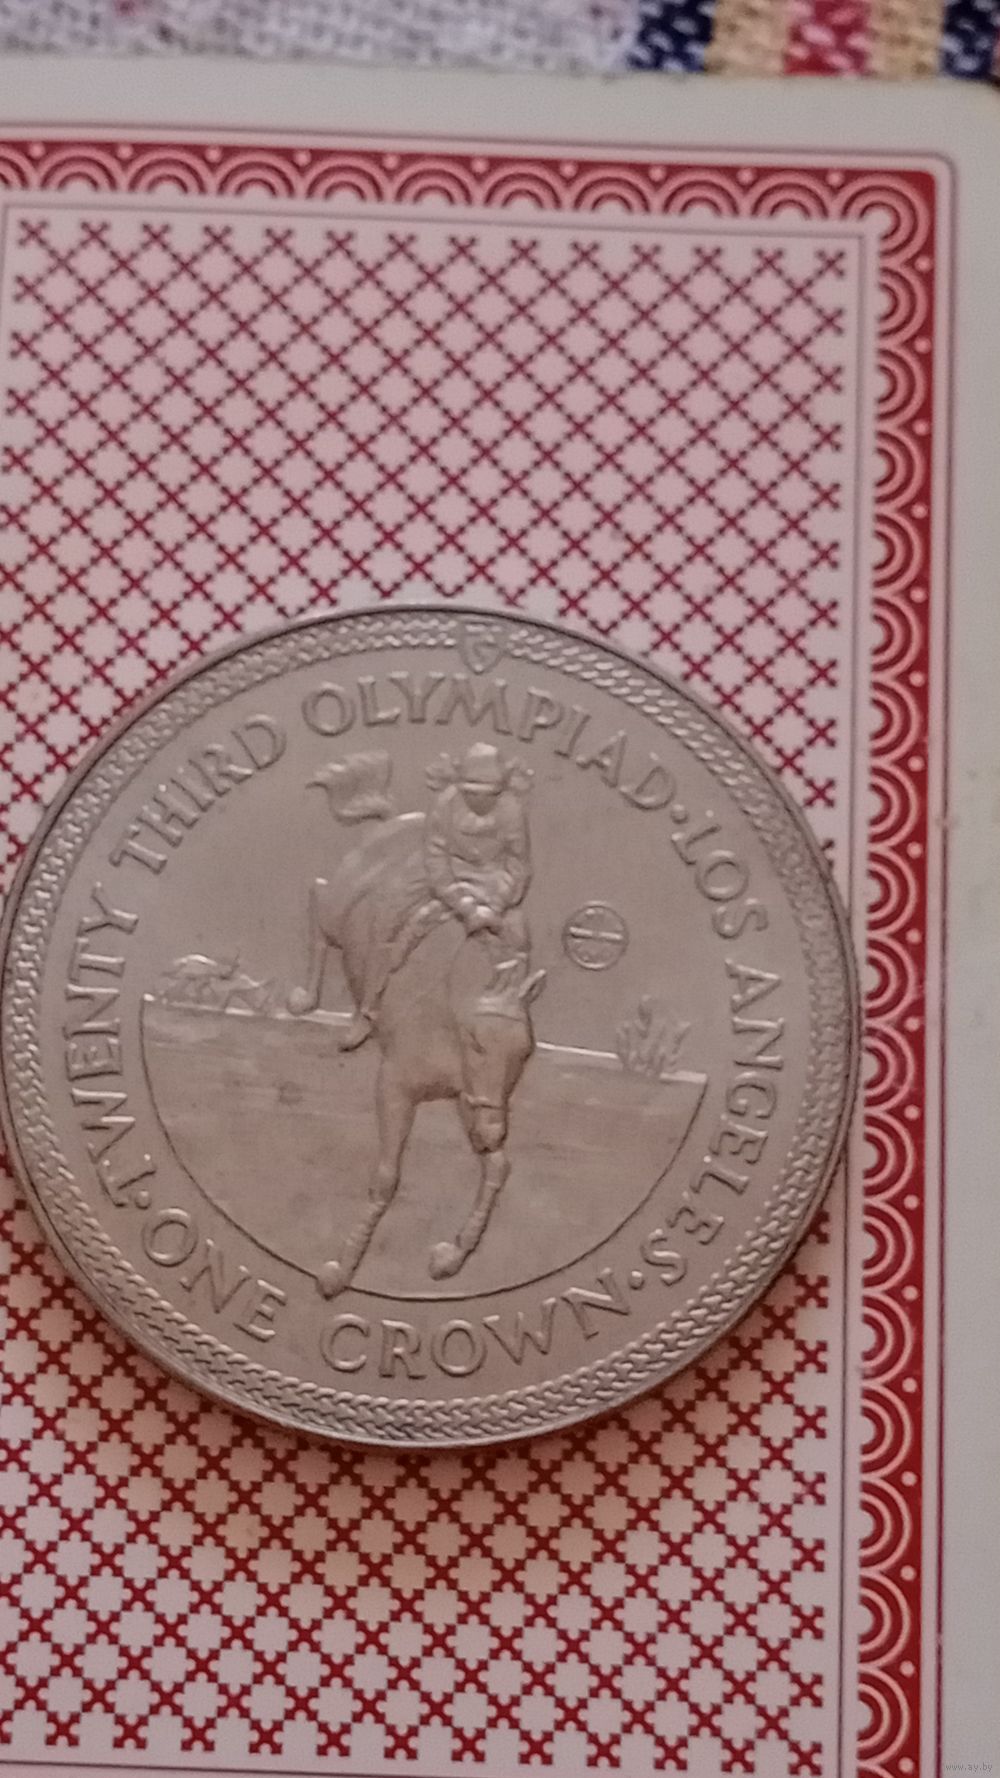 TWENTY THIRD OLYMPIAD · LOS ANGELES
· ONE CROWN ·
www.ay.by